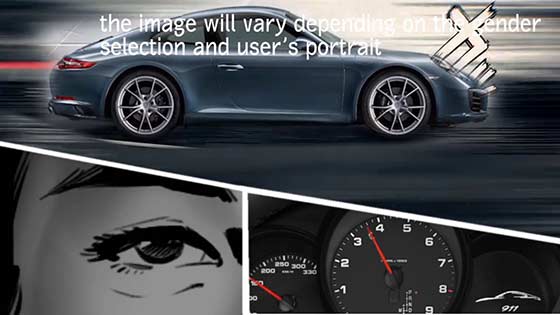 the image will vary depending on the gender
selection and user's portrait
4 5
3 6
200 250 300 330
2 7
1 8
9
911